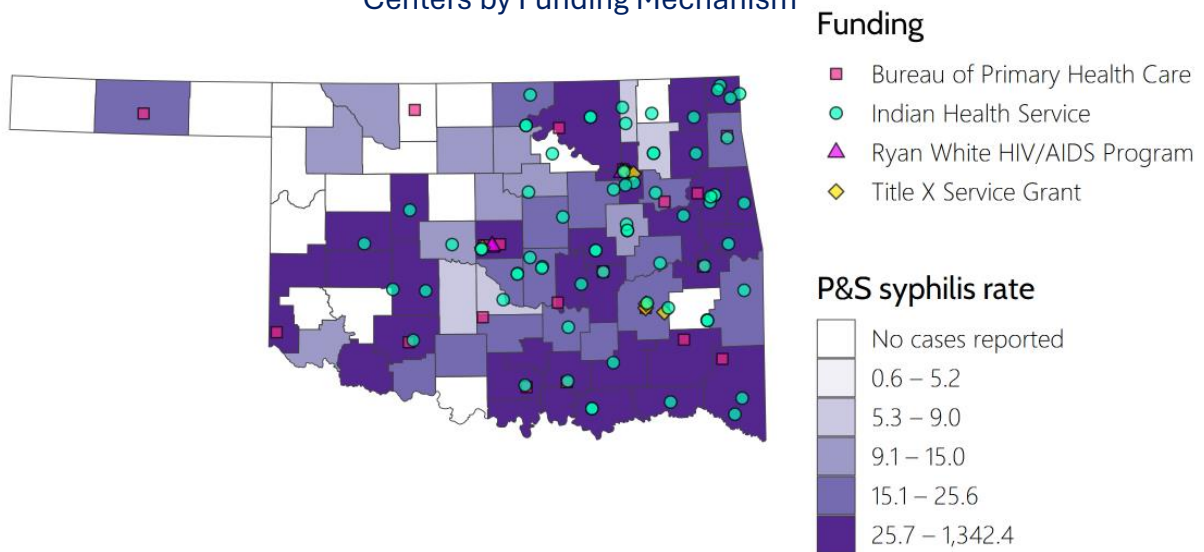 Centers by Funding Mechanism
Funding
Bureau of Primary Health Care
Indian Health Service
Ryan White HIV/AIDS Program
Title X Service Grant
P&S syphilis rate
No cases reported
0.6 – 5.2
5.3 – 9.0
9.1 – 15.0
15.1 – 25.6
25.7 – 1,342.4